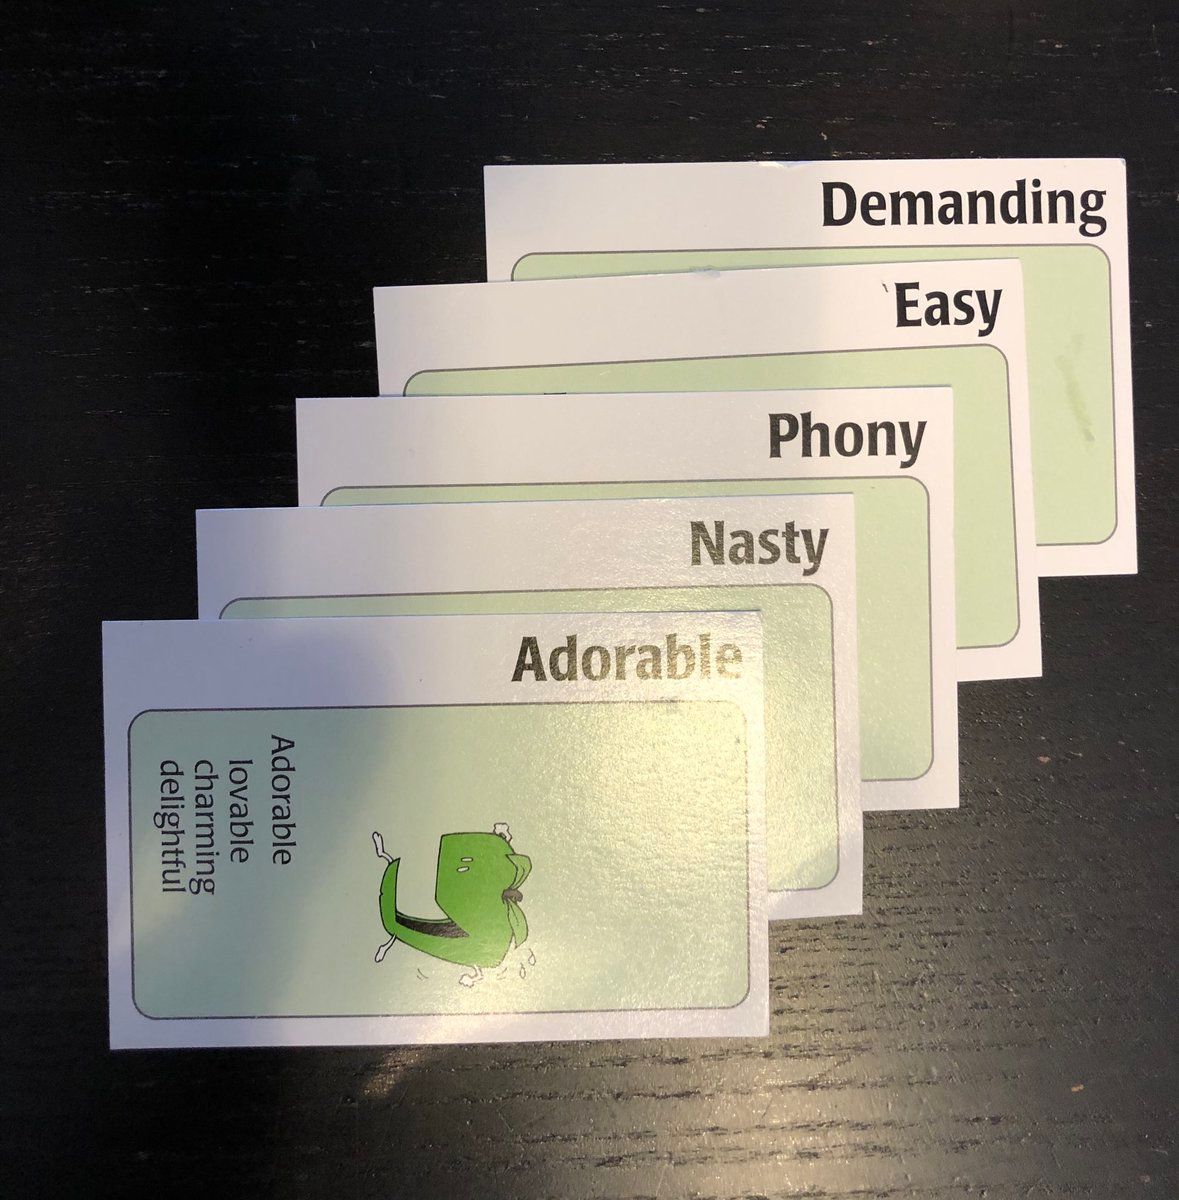 Demanding
Easy
Phony
Nasty
Adorable
Adorable
lovable
charming
delightful